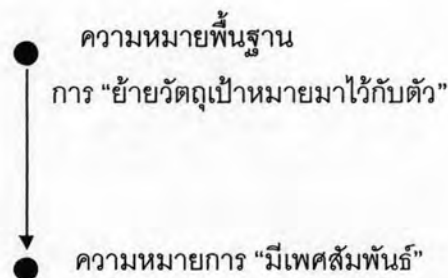 ความหมายพื้นฐาน
การ “ย้ายวัตถุเป้าหมายมาไว้กับตัว”
ความหมายการ “มีเพศสัมพันธ์”